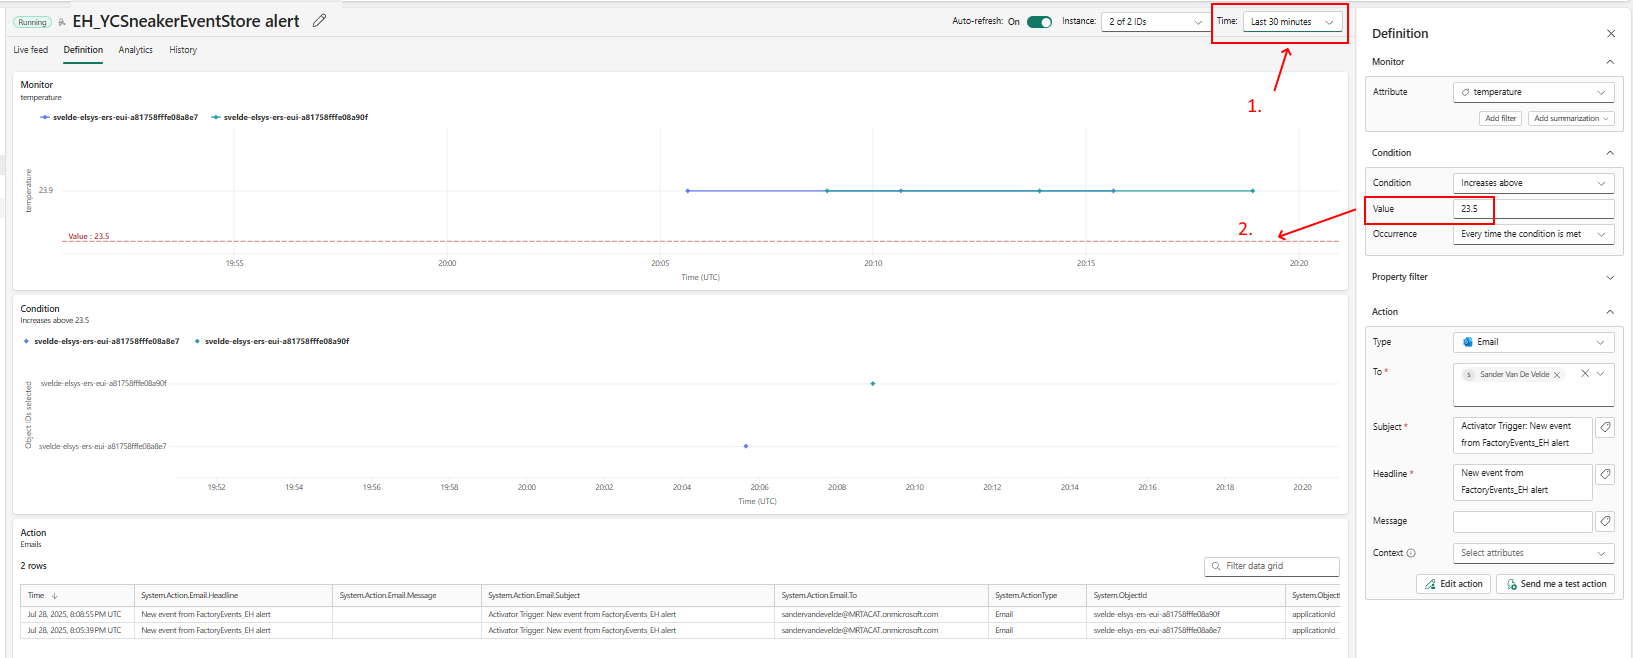 Running EH_YCSneakerEventStore alert Auto-refresh: On Instance: 2 of 2 IDs Time: Last 30 minutes
Live feed Definition Analytics History
1.
Monitor
temperature
svelde-elsys-ers-eui-a81758fffe08a8e7 svelde-elsys-ers-eui-a81758fffe08a90f
temperature
23.9
Value : 23.5
2.
19:55 20:00 20:05 20:10 20:15 20:20
Time (UTC)
Condition
Increases above 23.5
svelde-elsys-ers-eui-a81758fffe08a8e7 svelde-elsys-ers-eui-a81758fffe08a90f
Object IDs selected
svelde-elsys-ers-eui-a81758fffe08a90f
svelde-elsys-ers-eui-a81758fffe08a8e7
19:52 19:54 19:56 19:58 20:00 20:02 20:04 20:06 20:08 20:10 20:12 20:14 20:16 20:18 20:20
Time (UTC)
Action
Emails
2 rows
Filter data grid
Time System.Action.Email.Headline System.Action.Email.Message System.Action.Email.Subject System.Action.Email.To System.ActionType System.ObjectId System.Object
Jul 28, 2025, 8:08:55 PM UTC New event from FactoryEvents_EH alert Activator Trigger: New event from FactoryEvents_EH alert sandervandevelde@MRTACAT.onmicrosoft.com Email svelde-elsys-ers-eui-a81758fffe08a90f applicationId
Jul 28, 2025, 8:05:39 PM UTC New event from FactoryEvents_EH alert Activator Trigger: New event from FactoryEvents_EH alert sandervandevelde@MRTACAT.onmicrosoft.com Email svelde-elsys-ers-eui-a81758fffe08a8e7 applicationId
Definition
Monitor
Attribute temperature
Add filter Add summarization
Condition
Condition Increases above
Value 23.5
Occurrence Every time the condition is met
Property filter
Action
Type Email
To * S Sander Van De Velde
Subject * Activator Trigger: New event
from FactoryEvents_EH alert
Headline * New event from
FactoryEvents_EH alert
Message
Context Select attributes
Edit action Send me a test action